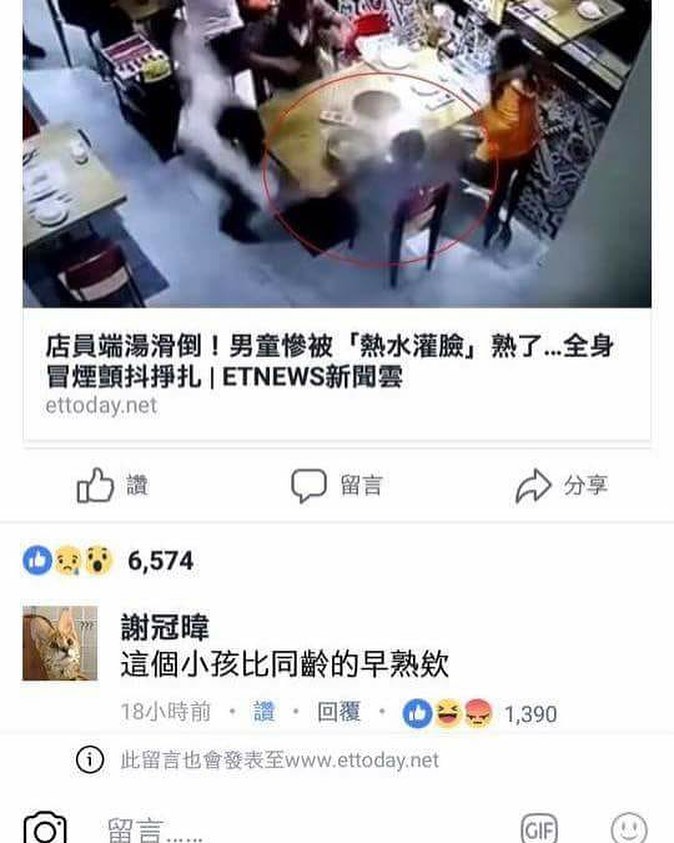 店員端湯滑倒！男童慘被「熱水灌臉」熟了...全身
冒煙顫抖掙扎 | ETNEWS新聞雲
ettoday.net
讚 留言 分享
6,574
???
謝冠暐
這個小孩比同齡的早熟欸
18小時前 · 讚 · 回覆 · 1,390
此留言也會發表至www.ettoday.net
留言...... GIF